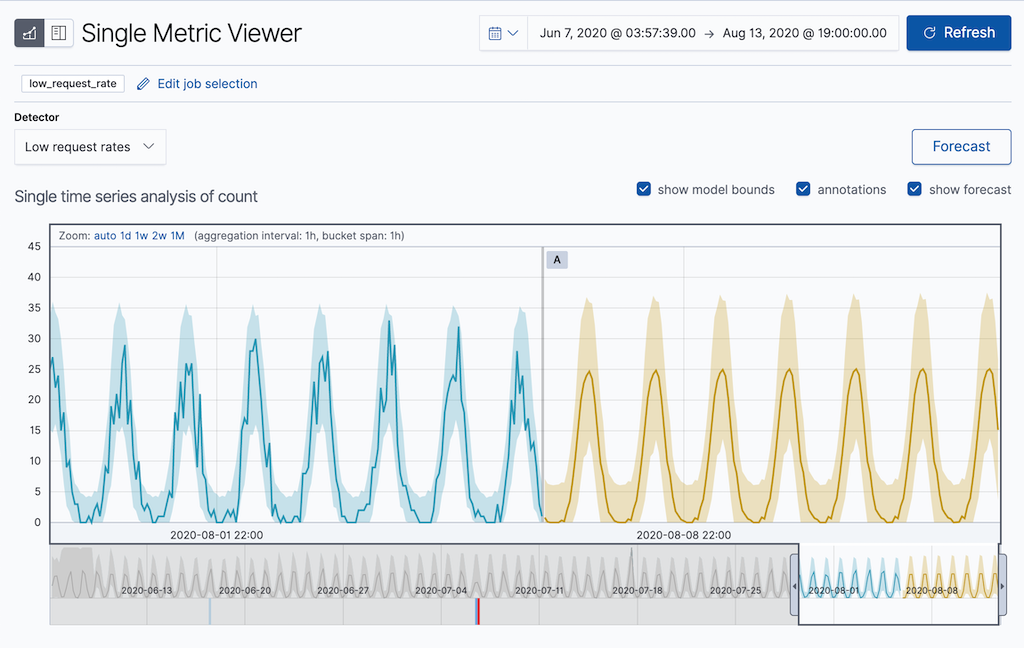 Single Metric Viewer
Jun 7, 2020 @ 03:57:39.00 → Aug 13, 2020 @ 19:00:00.00
Refresh
low_request_rate
Edit job selection
Detector
Low request rates
Forecast
Single time series analysis of count
show model bounds
annotations
show forecast
Zoom: auto 1d 1w 2w 1M (aggregation interval: 1h, bucket span: 1h)
A
45
40
35
30
25
20
15
10
5
0
2020-08-01 22:00
2020-08-08 22:00
2020-06-13
2020-06-20
2020-06-27
2020-07-04
2020-07-11
2020-07-18
2020-07-25
2020-08-01
2020-08-08